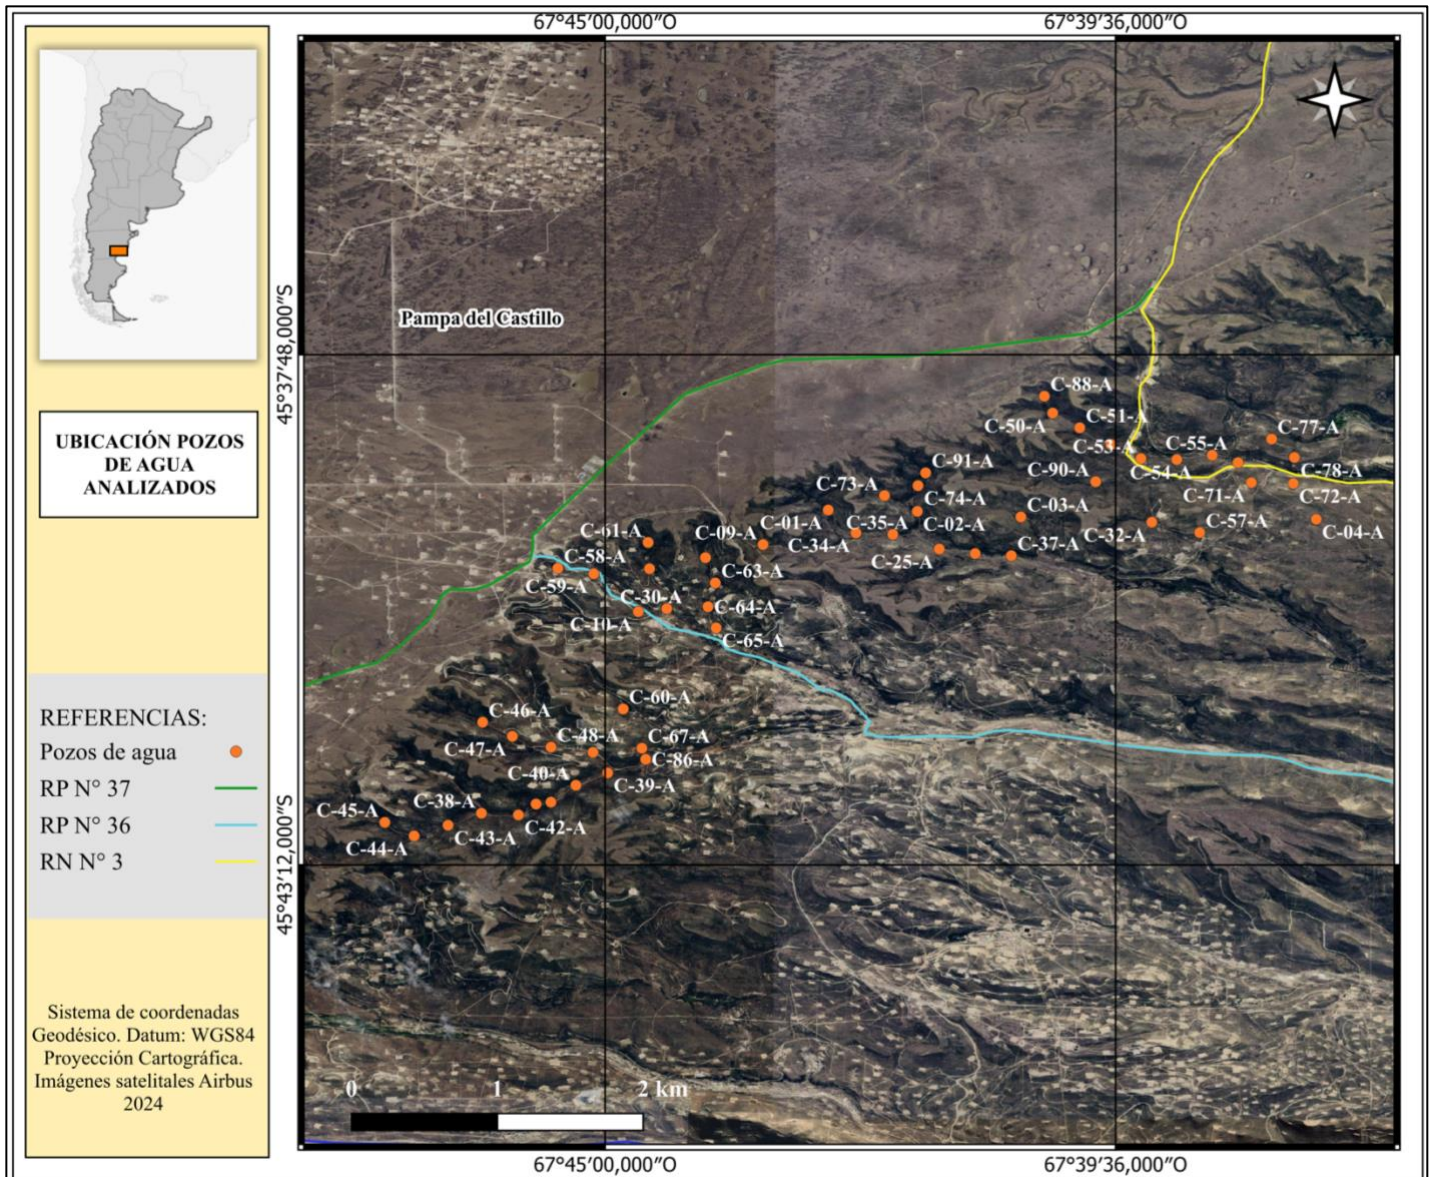 67°45′00,000″O
67°39′36,000″O
UBICACIÓN POZOS
DE AGUA
ANALIZADOS
REFERENCIAS:
Pozos de agua
RP N° 37
RP N° 36
RN N° 3
Sistema de coordenadas
Geodésico. Datum: WGS84
Proyección Cartográfica.
Imágenes satelitales Airbus
2024
45°37′48,000″S
45°43′12,000″S
Pampa del Castillo
C-88-A
C-50-A
C-51-A
C-53-A
C-77-A
C-55-A
C-54-A
C-78-A
C-91-A
C-90-A
C-73-A
C-74-A
C-71-A
C-72-A
C-03-A
C-01-A
C-35-A
C-02-A
C-32-A
C-57-A
C-04-A
C-61-A
C-09-A
C-34-A
C-37-A
C-58-A
C-25-A
C-59-A
C-63-A
C-30-A
C-64-A
C-10-A
C-65-A
C-60-A
C-46-A
C-48-A
C-67-A
C-47-A
C-86-A
C-40-A
C-39-A
C-45-A
C-38-A
C-42-A
C-43-A
C-44-A
0 1 2 km
67°45′00,000″O
67°39′36,000″O